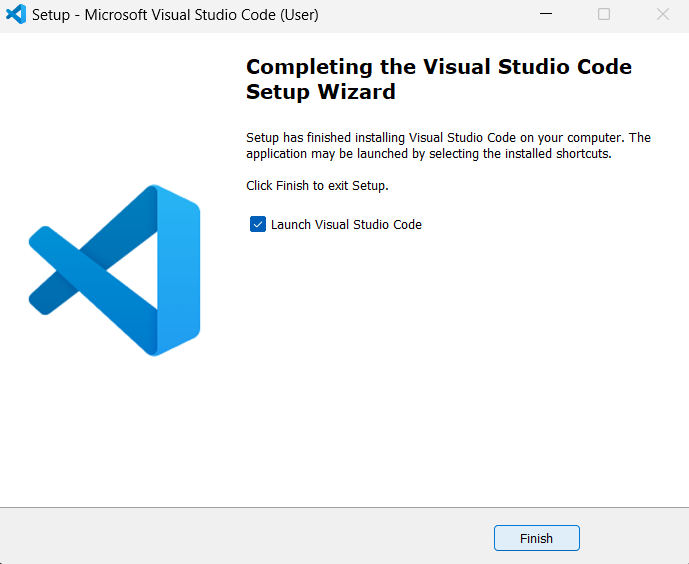 Setup - Microsoft Visual Studio Code (User)
Completing the Visual Studio Code
Setup Wizard
Setup has finished installing Visual Studio Code on your computer. The
application may be launched by selecting the installed shortcuts.
Click Finish to exit Setup.
Launch Visual Studio Code
Finish